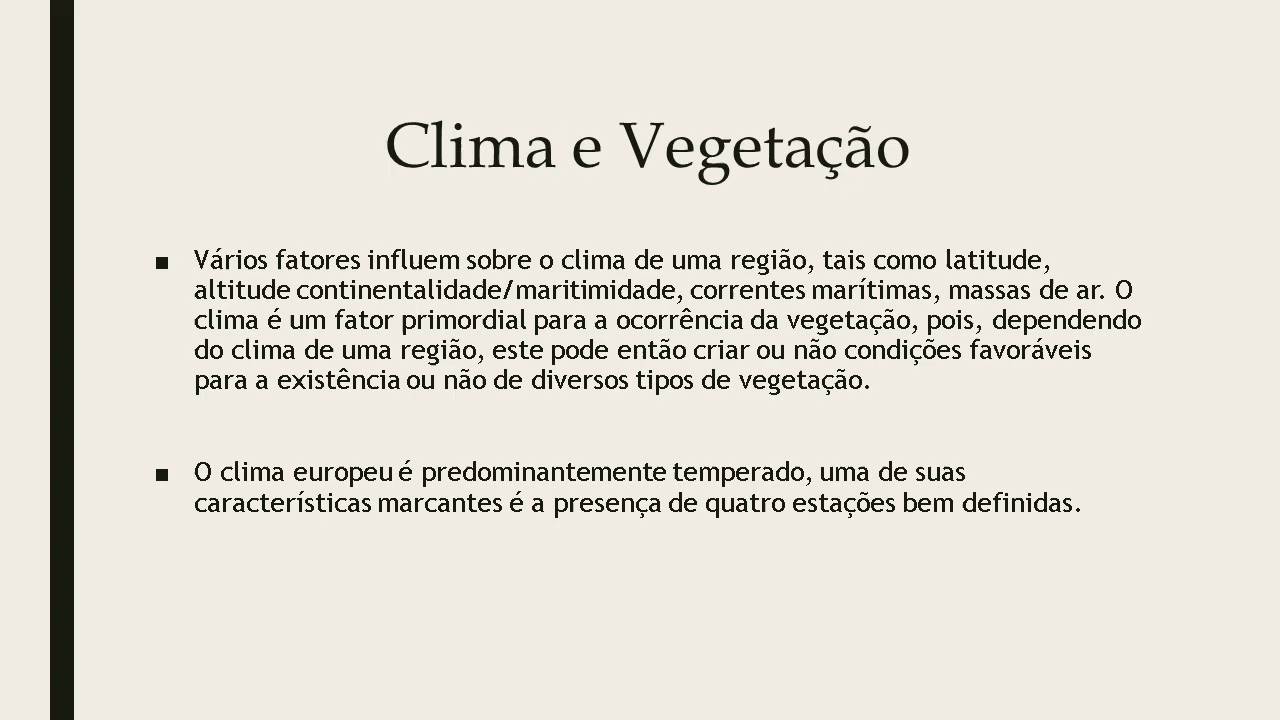 Clima e Vegetação
▪ Vários fatores influem sobre o clima de uma região, tais como latitude,
altitude continentalidade/maritimidade, correntes marítimas, massas de ar. O
clima é um fator primordial para a ocorrência da vegetação, pois, dependendo
do clima de uma região, este pode então criar ou não condições favoráveis
para a existência ou não de diversos tipos de vegetação.
▪ O clima europeu é predominantemente temperado, uma de suas
características marcantes é a presença de quatro estações bem definidas.